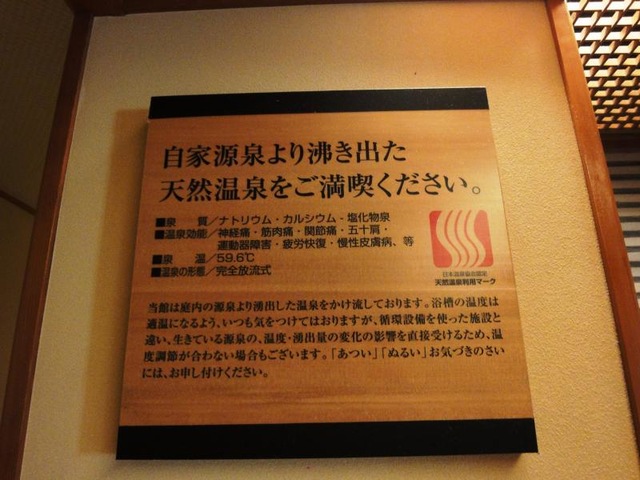 自家源泉より沸き出た
天然温泉をご満喫ください。
■泉　質／ナトリウム・カルシウム - 塩化物泉
■温泉効能／神経痛・筋肉痛・関節痛・五十肩・
運動器障害・疲労快復・慢性皮膚病、等
■泉　温／59.6℃
■温泉の形態／完全放流式
日本温泉協会認定
天然温泉利用マーク
当館は庭内の源泉より湧出した温泉をかけ流しております。浴槽の温度は
適温になるよう、いつも気をつけてはおりますが、循環設備を使った施設と
違い、生きている源泉の、温度・湧出量の変化の影響を直接受けるため、温
度調節が合わない場合もございます。「あつい」「ぬるい」お気づきのさい
には、お申し付けください。